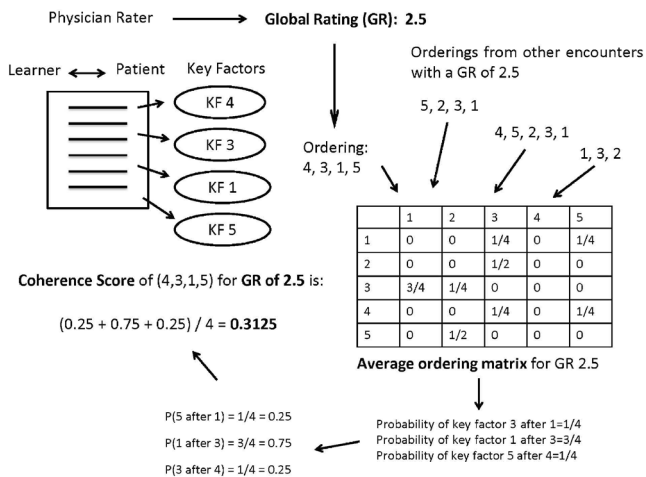 Physician Rater
Global Rating (GR): 2.5
Learner
Patient
Key Factors
KF 4
KF 3
KF 1
KF 5
Ordering:
4, 3, 1, 5
Orderings from other encounters
with a GR of 2.5
5, 2, 3, 1
4, 5, 2, 3, 1
1, 3, 2
1 2 3 4 5
1 0 0 1/4 0 1/4
2 0 0 1/2 0 0
3 3/4 1/4 0 0 0
4 0 0 1/4 0 1/4
5 0 1/2 0 0 0
Average ordering matrix for GR 2.5
Coherence Score of (4,3,1,5) for GR of 2.5 is:
(0.25 + 0.75 + 0.25) / 4 = 0.3125
P(5 after 1) = 1/4 = 0.25
P(1 after 3) = 3/4 = 0.75
P(3 after 4) = 1/4 = 0.25
Probability of key factor 3 after 1=1/4
Probability of key factor 1 after 3=3/4
Probability of key factor 5 after 4=1/4